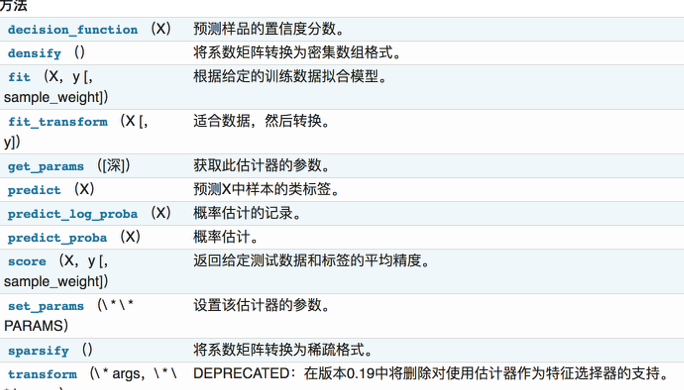 方法
decision_function （X） 预测样品的置信度分数。
densify （） 将系数矩阵转换为密集数组格式。
fit （X，y [， 根据给定的训练数据拟合模型。
sample_weight]）
fit_transform （X [， 适合数据，然后转换。
y]）
get_params （[深]） 获取此估计器的参数。
predict （X） 预测X中样本的类标签。
predict_log_proba （X） 概率估计的记录。
predict_proba （X） 概率估计。
score （X，y [， 返回给定测试数据和标签的平均精度。
sample_weight]）
set_params （\ * \ * 设置该估计器的参数。
PARAMS）
sparsify （） 将系数矩阵转换为稀疏格式。
transform （\ * args，\ * \ DEPRECATED：在版本0.19中将删除对使用估计器作为特征选择器的支持。